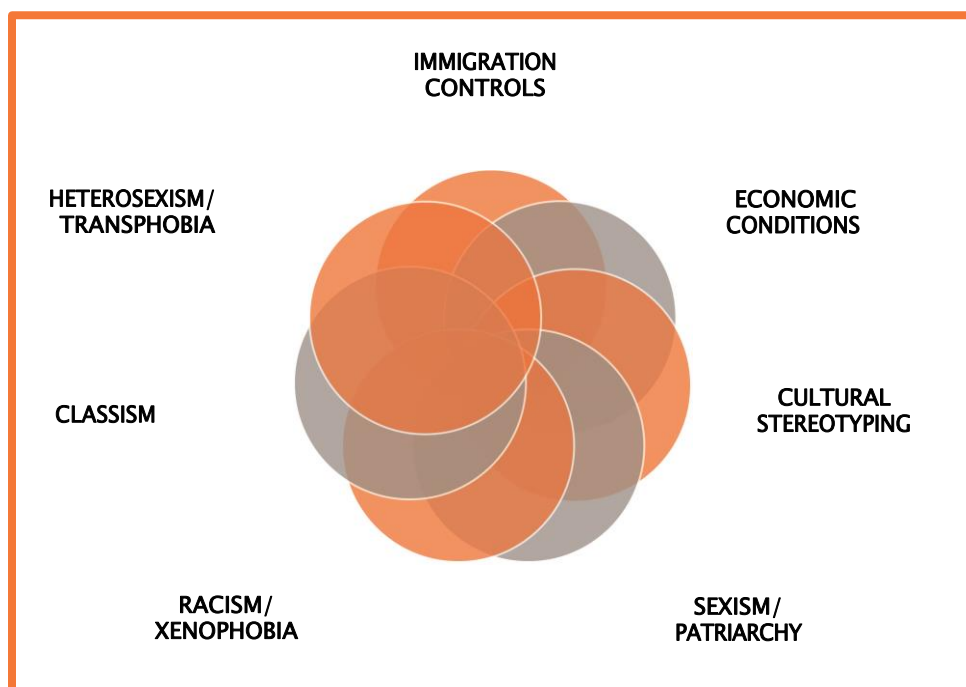 IMMIGRATION
CONTROLS
HETEROSEXISM/
TRANSPHOBIA
ECONOMIC
CONDITIONS
CLASSISM
CULTURAL
STEREOTYPING
RACISM/
XENOPHOBIA
SEXISM/
PATRIARCHY